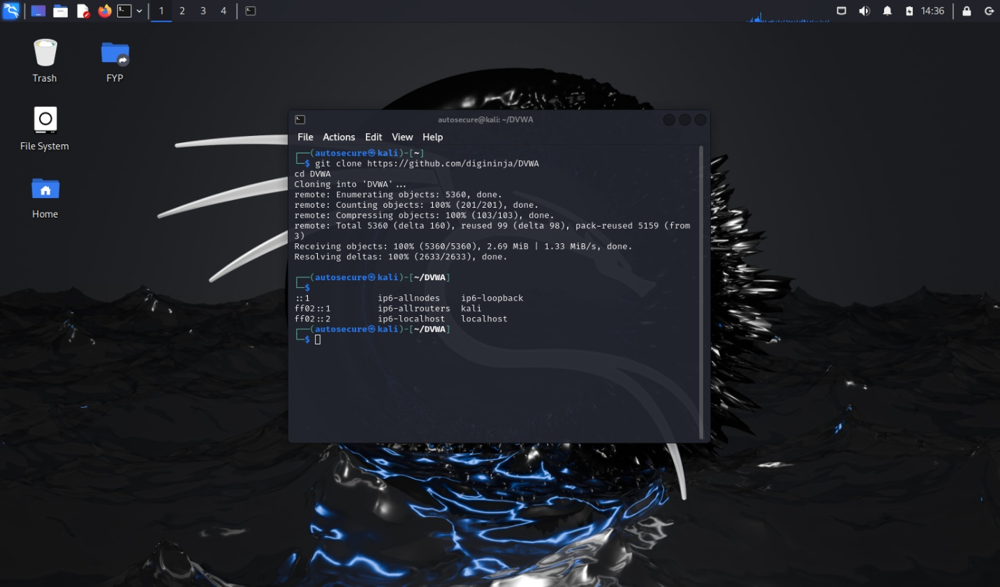 1 2 3 4
14:36
Trash
FYP
File System
Home
autosecure@kali: ~/DVWA
File Actions Edit View Help
┌──(autosecure㉿kali)-[~]
└─$ git clone https://github.com/digininja/DVWA
cd DVWA
Cloning into 'DVWA'...
remote: Enumerating objects: 5360, done.
remote: Counting objects: 100% (201/201), done.
remote: Compressing objects: 100% (103/103), done.
remote: Total 5360 (delta 160), reused 99 (delta 98), pack-reused 5159 (from
3)
Receiving objects: 100% (5360/5360), 2.69 MiB | 1.33 MiB/s, done.
Resolving deltas: 100% (2633/2633), done.
┌──(autosecure㉿kali)-[~/DVWA]
└─$
::1 ip6-allnodes ip6-loopback
ff02::1 ip6-allrouters kali
ff02::2 ip6-localhost localhost
┌──(autosecure㉿kali)-[~/DVWA]
└─$